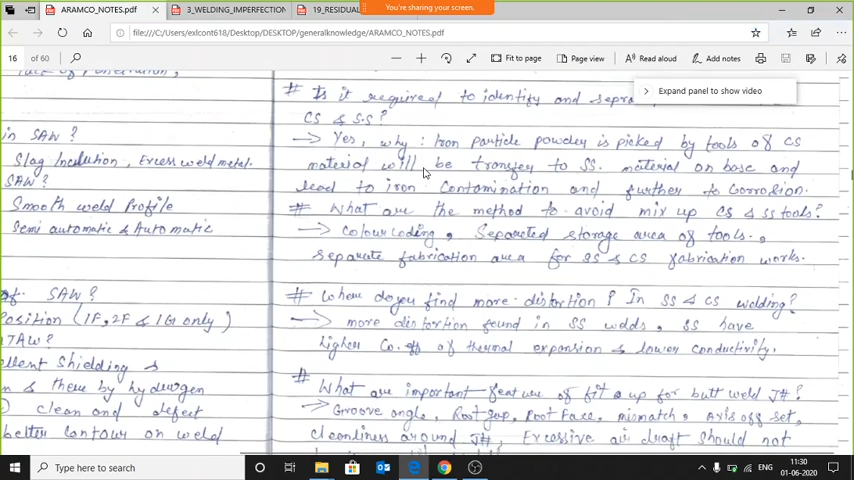 You're sharing your screen.
ARAMCO_NOTES.pdf
3_WELDING_IMPERFECTION
19_RESIDUAL
file:///C:/Users/exlcont618/Desktop/DESKTOP/generalknowledge/ARAMCO_NOTES.pdf
16 of 60
Fit to page
Read aloud
Add notes
Expand panel to show video
in SAW?
Slag Inclution, Excess weld metal.
SAW?
Smooth weld Profile
Semi automatic & Automatic
of SAW?
Position (1F, 2F & 1G only)
TAW?
ellent Shielding &
n & there by hydrogen
clean and defect
better contour on weld
# Is it required to identify and sepra
CS & S.S?
→ Yes, why : Iron particle powder is picked by tools of CS
material will be transfer to SS. material on base and
lead to iron Contamination and further to Corrosion.
# What are the method to avoid mix up CS & SS tools?
→ Colour coding, Separated storage area of tools.,
separate fabrication area for SS & CS fabrication works.
# Where do you find more distortion? In SS & CS welding?
→ more distortion found in SS welds, SS have
higher Co. eff of thermal expansion & lower conductivity.
# What are important feature of fit up for butt weld J#?
→ Groove angle, Root gap, Root Face, mismatch, Axis off set,
cleanliness around J#, Excessive air draft should not
Type here to search
ENG
11:30
01-06-2020